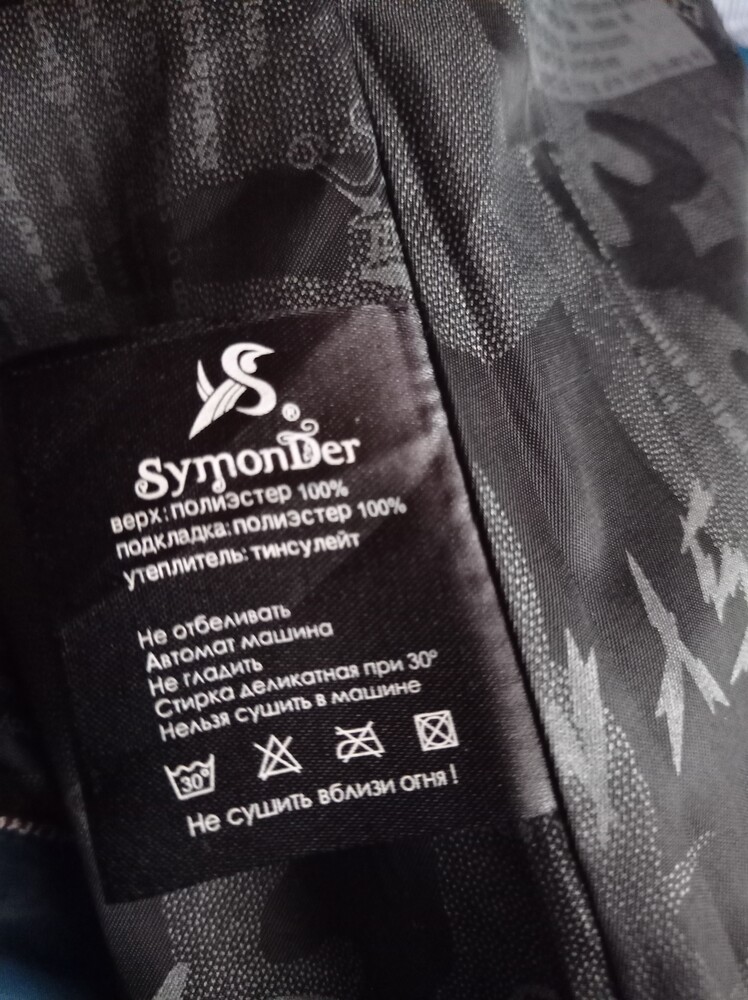 S®
SymonDer
верх: полиэстер 100%
подкладка: полиэстер 100%
утеплитель: тинсулейт
Не отбеливать
Автомат машина
Не гладить
Стирка деликатная при 30°
Нельзя сушить в машине
30°
Не сушить вблизи огня!